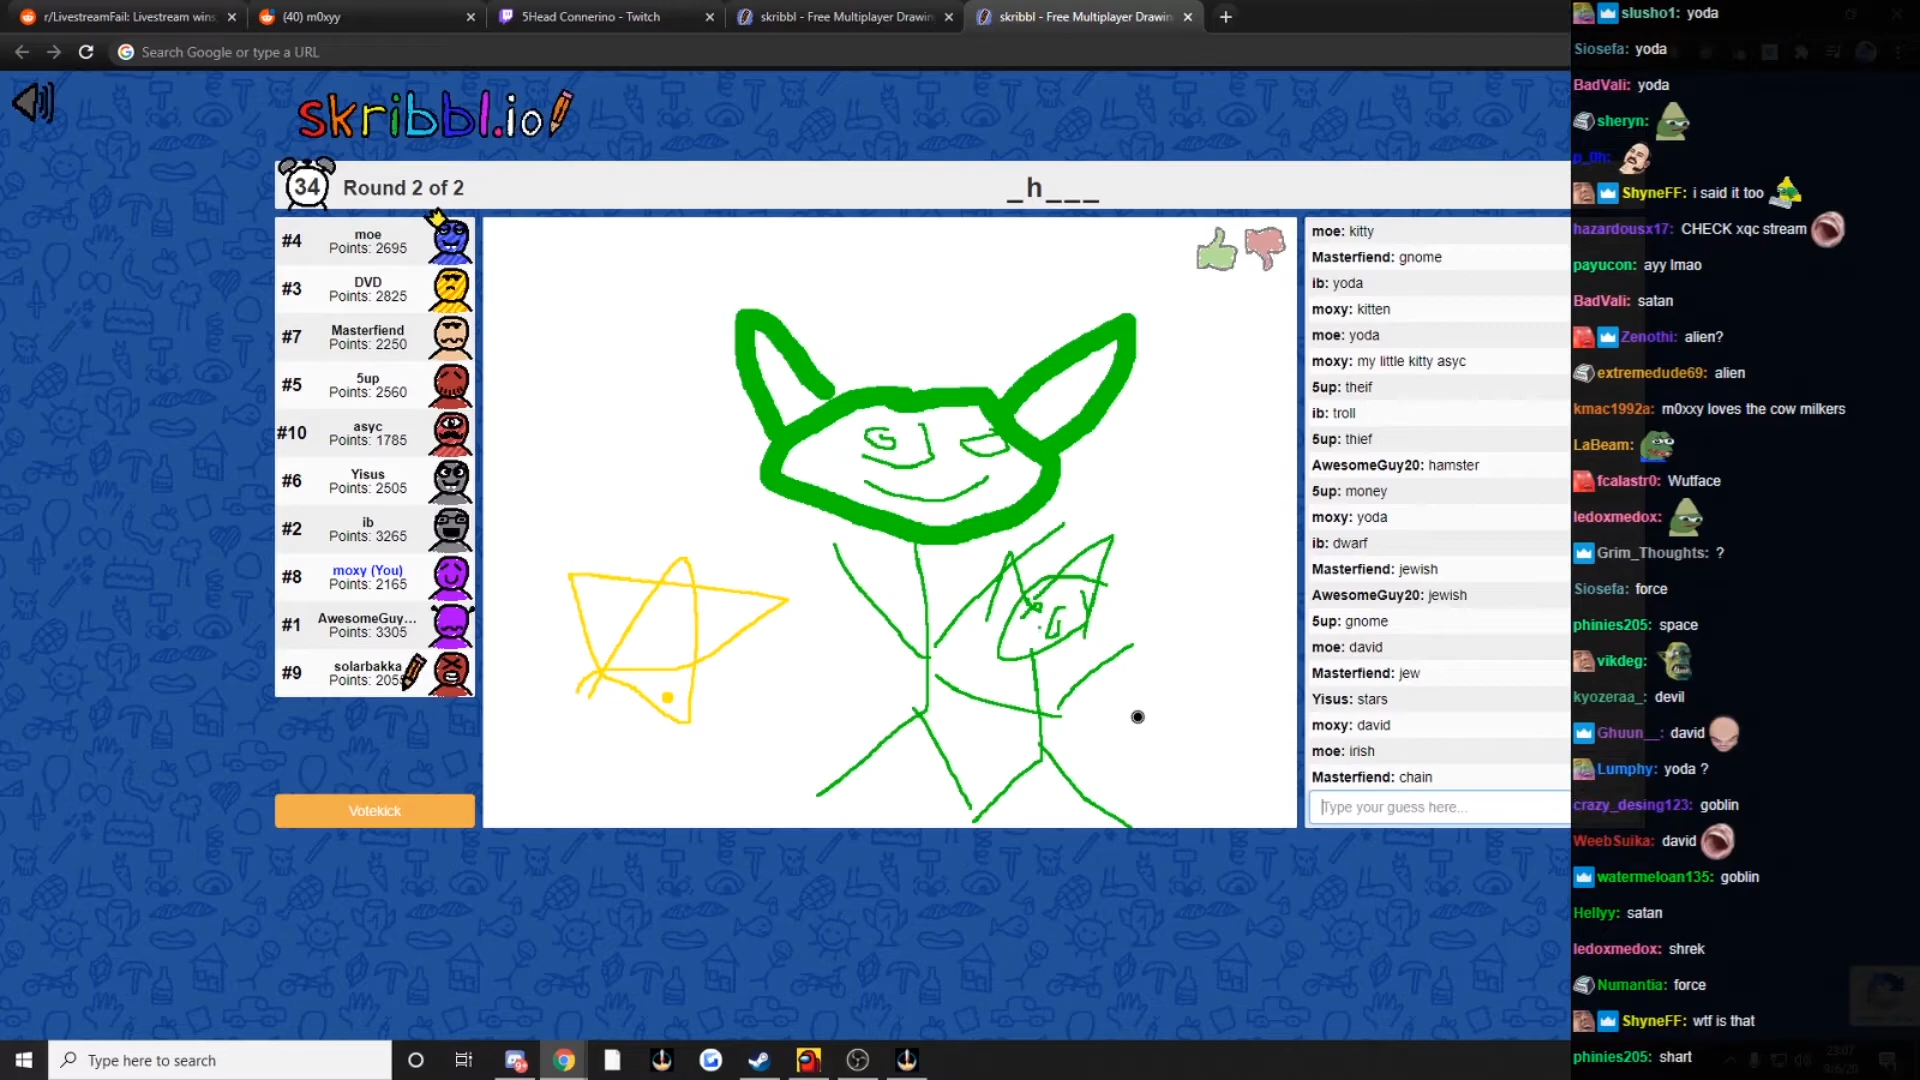 r/LivestreamFail: Livestream wins
(40) m0xyy
5Head Connerino - Twitch
skribbl - Free Multiplayer Drawin
skribbl - Free Multiplayer Drawin
Search Google or type a URL
skribbl.io
34
Round 2 of 2
_h___
#4 moe
Points: 2695
#3 DVD
Points: 2825
#7 Masterfiend
Points: 2250
#5 5up
Points: 2560
#10 asyc
Points: 1785
#6 Yisus
Points: 2505
#2 ib
Points: 3265
#8 moxy (You)
Points: 2165
#1 AwesomeGuy...
Points: 3305
#9 solarbakka
Points: 205
Votekick
moe: kitty
Masterfiend: gnome
ib: yoda
moxy: kitten
moe: yoda
moxy: my little kitty asyc
5up: theif
ib: troll
5up: thief
AwesomeGuy20: hamster
5up: money
moxy: yoda
ib: dwarf
Masterfiend: jewish
AwesomeGuy20: jewish
5up: gnome
moe: david
Masterfiend: jew
Yisus: stars
moxy: david
moe: irish
Masterfiend: chain
Type your guess here...
slusho1: yoda
Siosefa: yoda
BadVali: yoda
sheryn:
p_0h:
ShyneFF: i said it too
hazardousx17: CHECK xqc stream
payucon: ayy lmao
BadVali: satan
Zenothi: alien?
extremedude69: alien
kmac1992a: m0xxy loves the cow milkers
LaBeam:
fcalastr0: Wutface
ledoxmedox:
Grim_Thoughts: ?
Siosefa: force
phinies205: space
vikdeg:
kyozeraa_: devil
Ghuun__: david
Lumphy: yoda ?
crazy_desing123: goblin
WeebSuika: david
watermeloan135: goblin
Hellyy: satan
ledoxmedox: shrek
Numantia: force
ShyneFF: wtf is that
phinies205: shart
Type here to search
23:07
9/6/20